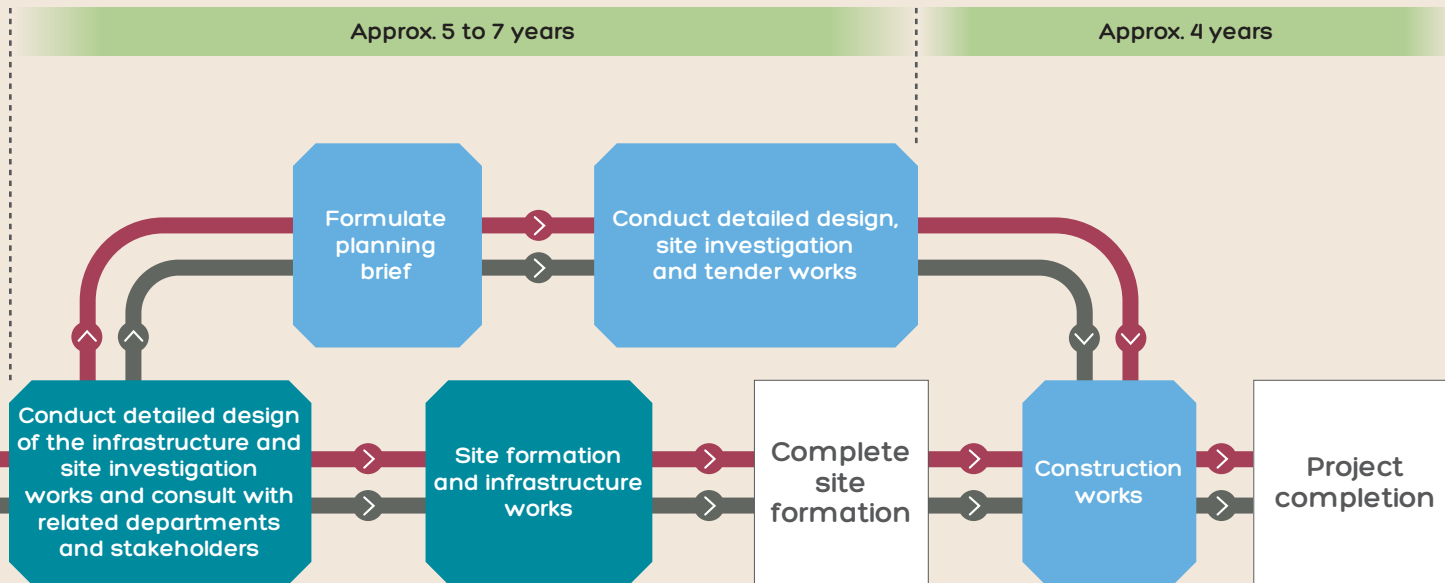 Approx. 5 to 7 years
Approx. 4 years
Formulate
planning
brief
Conduct detailed design,
site investigation
and tender works
Conduct detailed design
of the infrastructure and
site investigation
works and consult with
related departments
and stakeholders
Site formation
and infrastructure
works
Complete
site
formation
Construction
works
Project
completion